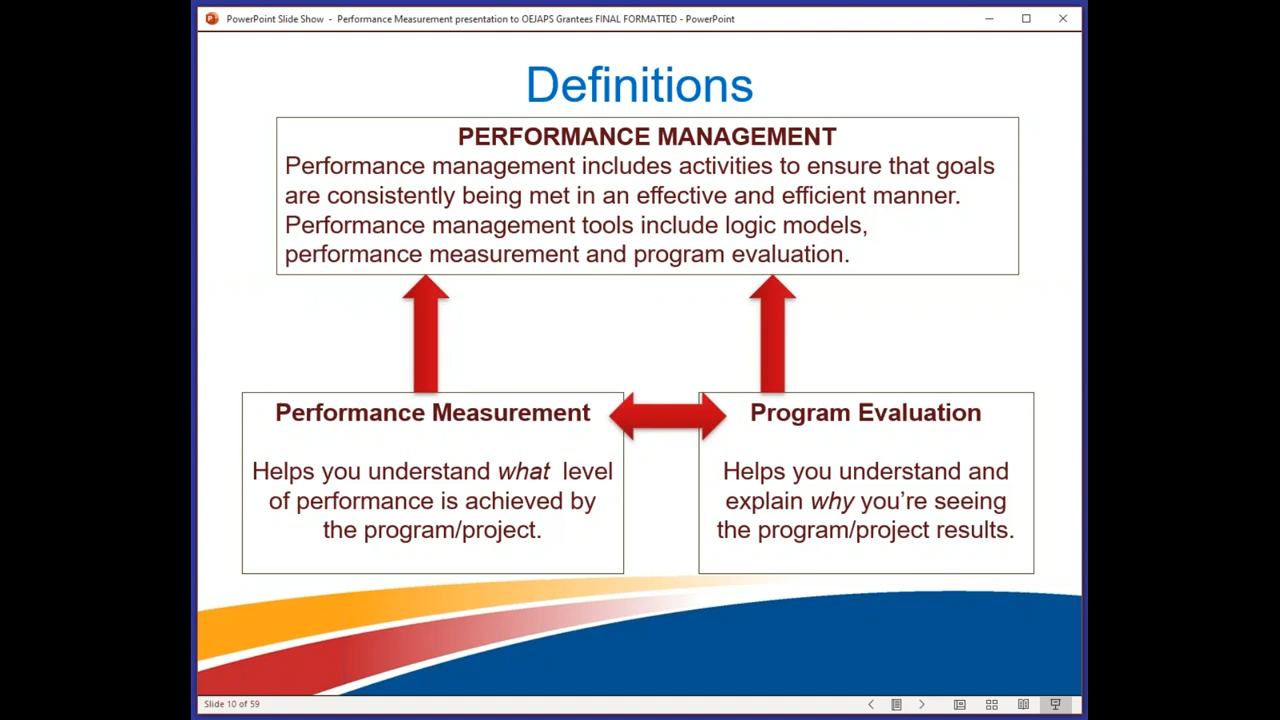 PowerPoint Slide Show - Performance Measurement presentation to OEJAPS Grantees FINAL FORMATTED - PowerPoint
Definitions
PERFORMANCE MANAGEMENT
Performance management includes activities to ensure that goals
are consistently being met in an effective and efficient manner.
Performance management tools include logic models,
performance measurement and program evaluation.
Performance Measurement
Helps you understand what level
of performance is achieved by
the program/project.
Program Evaluation
Helps you understand and
explain why you’re seeing
the program/project results.
Slide 10 of 59